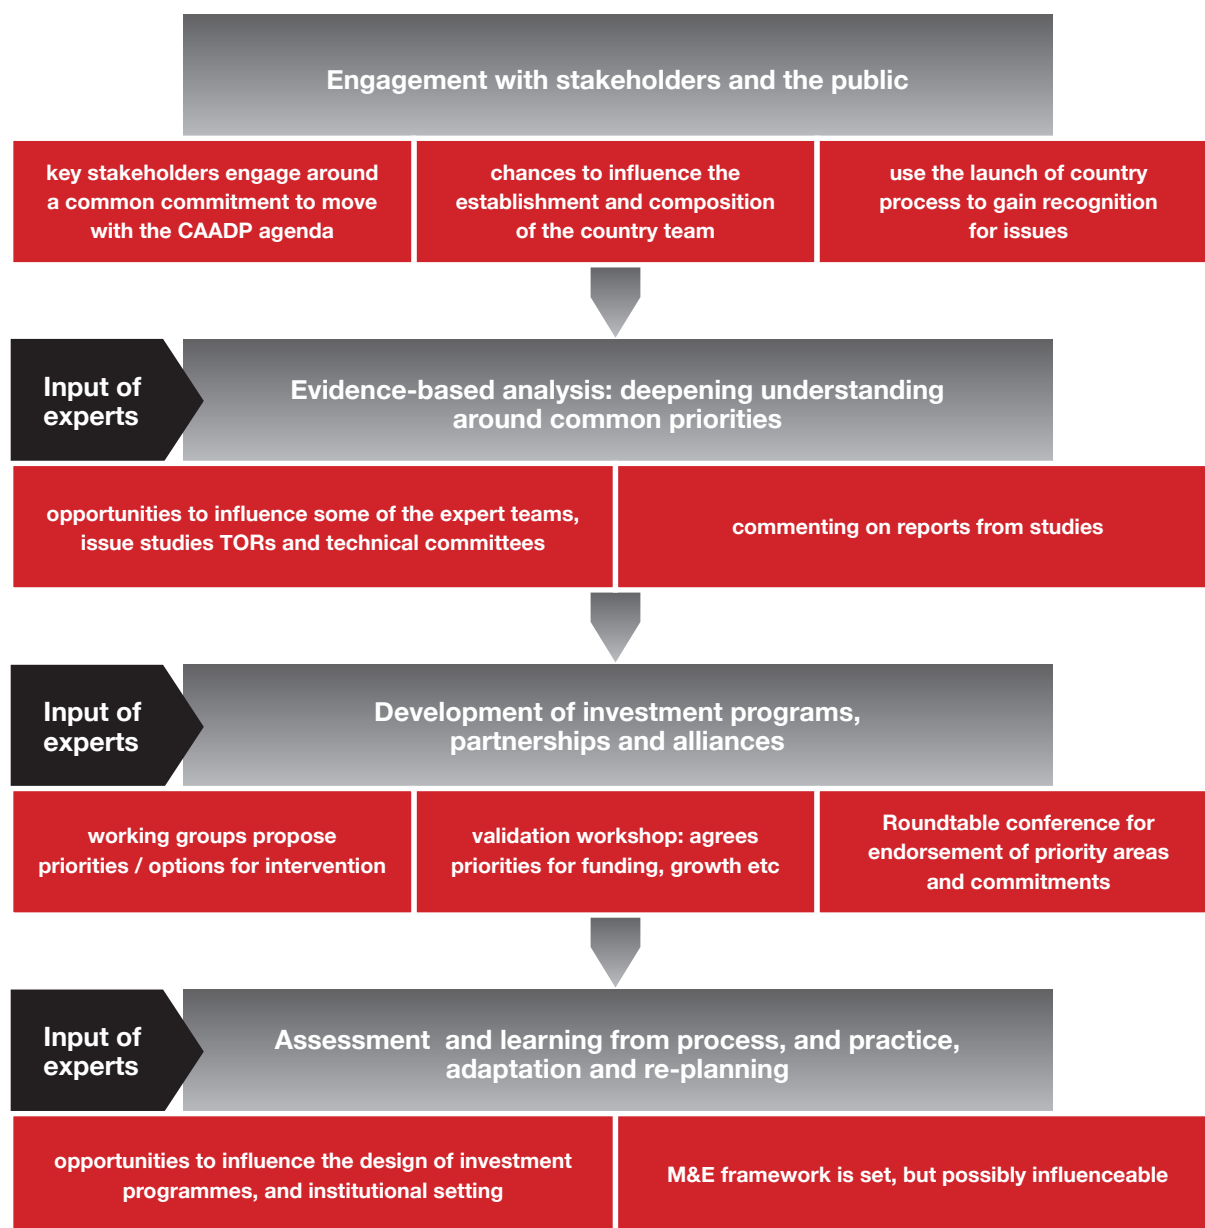 Engagement with stakeholders and the public
key stakeholders engage around
a common commitment to move
with the CAADP agenda
chances to influence the
establishment and composition
of the country team
use the launch of country
process to gain recognition
for issues
Input of
experts
Evidence-based analysis: deepening understanding
around common priorities
opportunities to influence some of the expert teams,
issue studies TORs and technical committees
commenting on reports from studies
Input of
experts
Development of investment programs,
partnerships and alliances
working groups propose
priorities / options for intervention
validation workshop: agrees
priorities for funding, growth etc
Roundtable conference for
endorsement of priority areas
and commitments
Input of
experts
Assessment  and learning from process, and practice,
adaptation and re-planning
opportunities to influence the design of investment
programmes, and institutional setting
M&E framework is set, but possibly influenceable